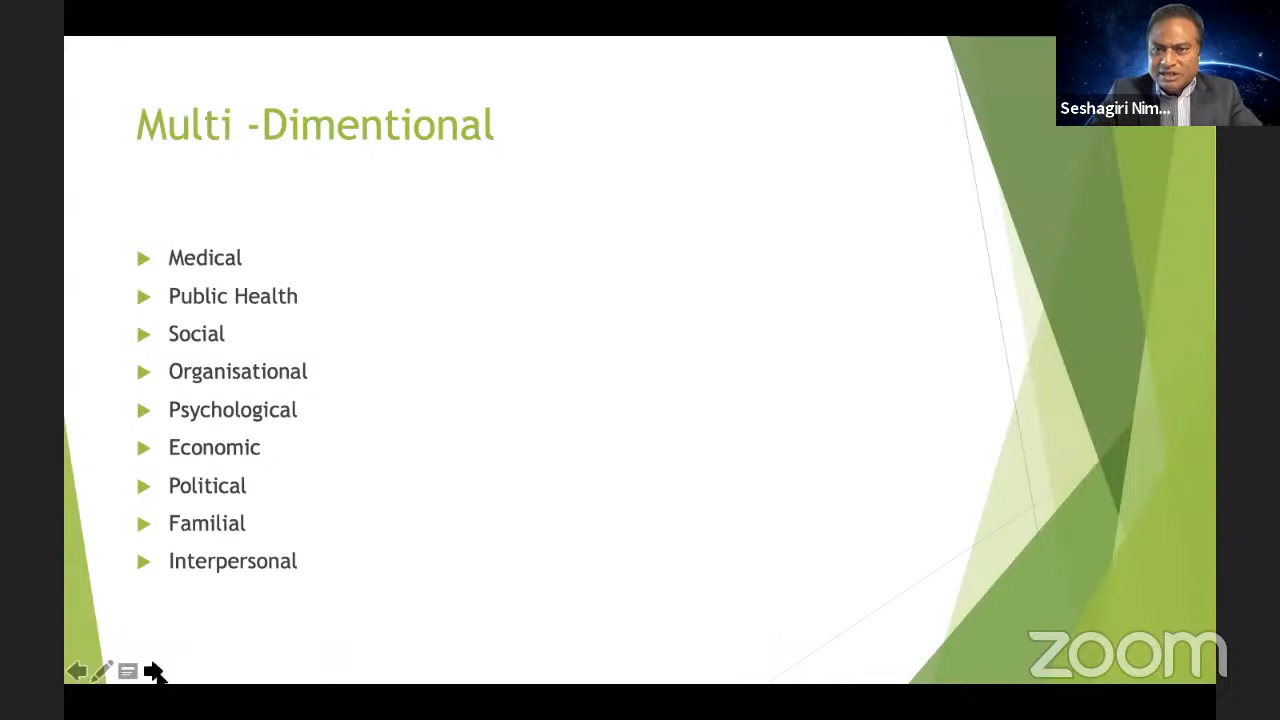 Multi -Dimentional
Seshagiri Nim...
Medical
Public Health
Social
Organisational
Psychological
Economic
Political
Familial
Interpersonal
zoom